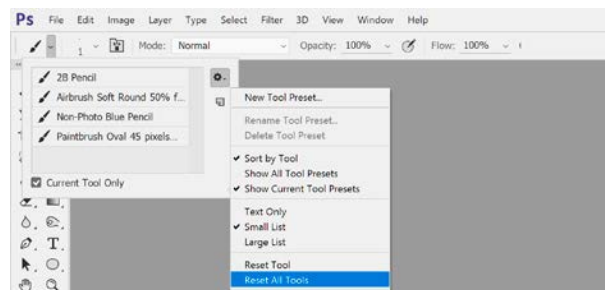 Ps File Edit Image Layer Type Select Filter 3D View Window Help
1 Mode: Normal Opacity: 100% Flow: 100%
2B Pencil
Airbrush Soft Round 50% f...
Non-Photo Blue Pencil
Paintbrush Oval 45 pixels...
Current Tool Only
New Tool Preset...
Rename Tool Preset...
Delete Tool Preset
Sort by Tool
Show All Tool Presets
Show Current Tool Presets
Text Only
Small List
Large List
Reset Tool
Reset All Tools
T